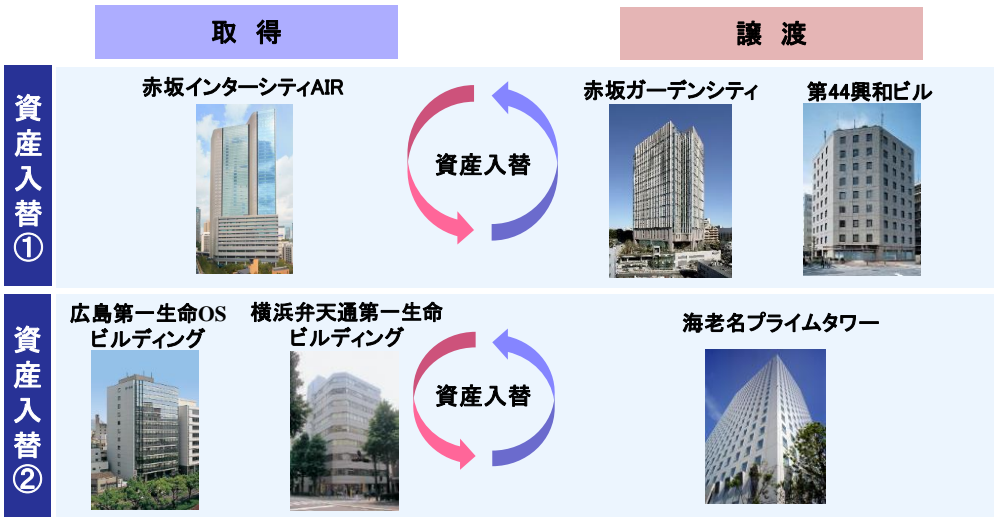 取 得
譲 渡
資産入替①
赤坂インターシティAIR
資産入替
赤坂ガーデンシティ
第44興和ビル
資産入替②
広島第一生命OS
ビルディング
横浜弁天通第一生命
ビルディング
資産入替
海老名プライムタワー